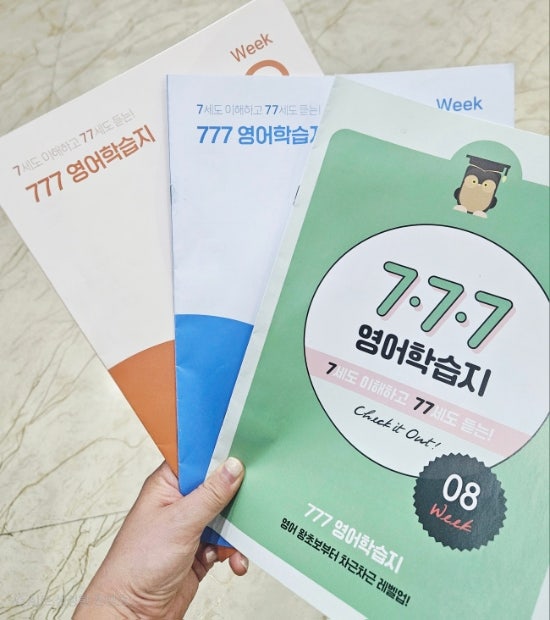 Week
7세도 이해하고 77세도 듣는!
777 영어학습지
Week
7세도 이해하고 77세도 듣는!
777 영어학습지
7·7·7
영어학습지
7세도 이해하고 77세도 듣는!
Check it Out!
08
Week
777 영어학습지
영어 왕초보부터 차근차근 레벨업!